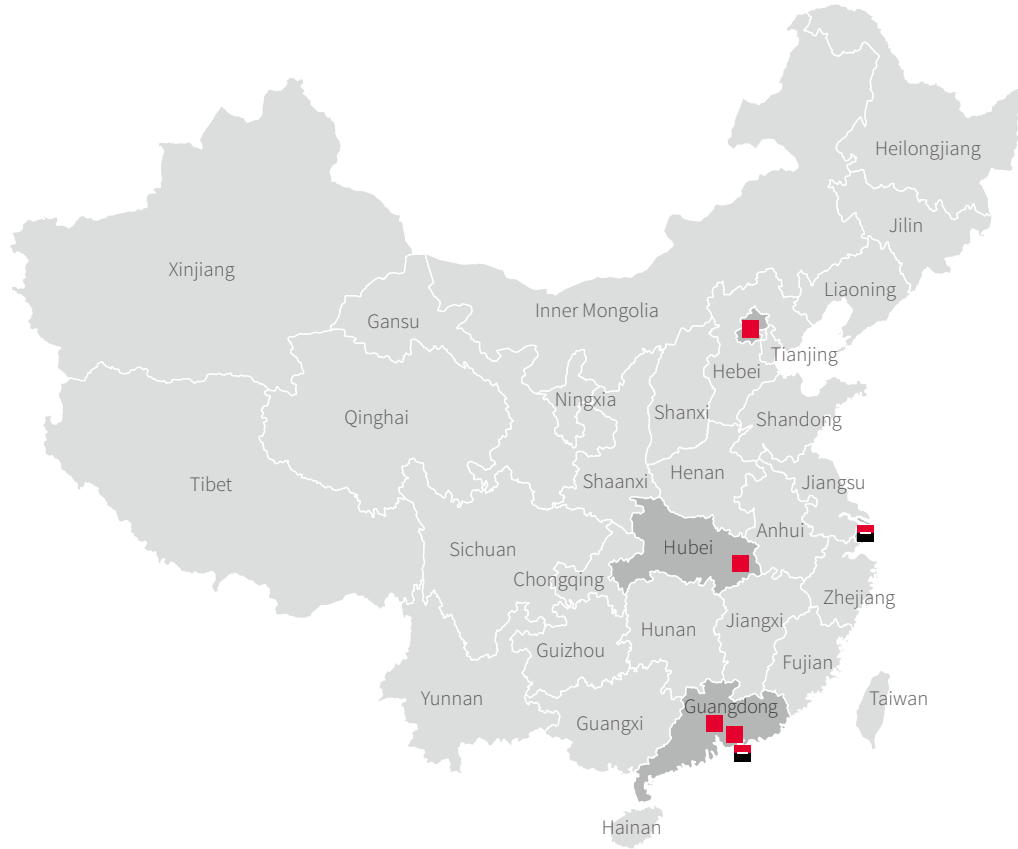 Heilongjiang
Jilin
Xinjiang
Liaoning
Inner Mongolia
Gansu
Tianjing
Hebei
Ningxia
Shanxi
Qinghai
Shandong
Henan
Shaanxi
Jiangsu
Tibet
Anhui
Hubei
Sichuan
Chongqing
Zhejiang
Jiangxi
Hunan
Guizhou
Fujian
Yunnan
Taiwan
Guangdong
Guangxi
Hainan